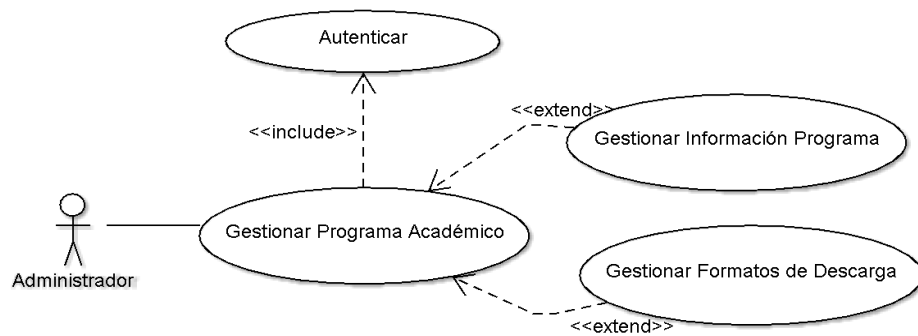 Autenticar
<<include>>
<<extend>>
Gestionar Información Programa
Gestionar Programa Académico
Administrador
Gestionar Formatos de Descarga
<<extend>>